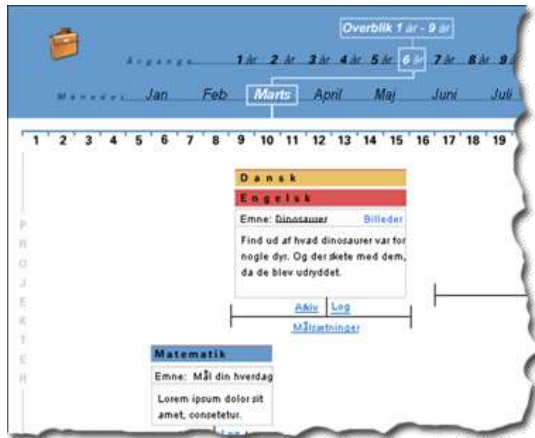 Overblik 1 år - 9 år
Årgange 1 år 2 år 3 år 4 år 5 år 6 år 7 år 8 år 9 å
Måneder Jan Feb Marts April Maj Juni Juli
1 2 3 4 5 6 7 8 9 10 11 12 13 14 15 16 17 18 19
PROJEKTER
Dansk
Engelsk
Emne: Dinosaurer Billeder
Find ud af hvad dinosaurer var for
nogle dyr. Og der skete med dem,
da de blev udryddet.
Arkiv Log
Målsætninger
Matematik
Emne: Mål din hverdag
Lorem ipsum dolor sit
amet, consetetur.
Log